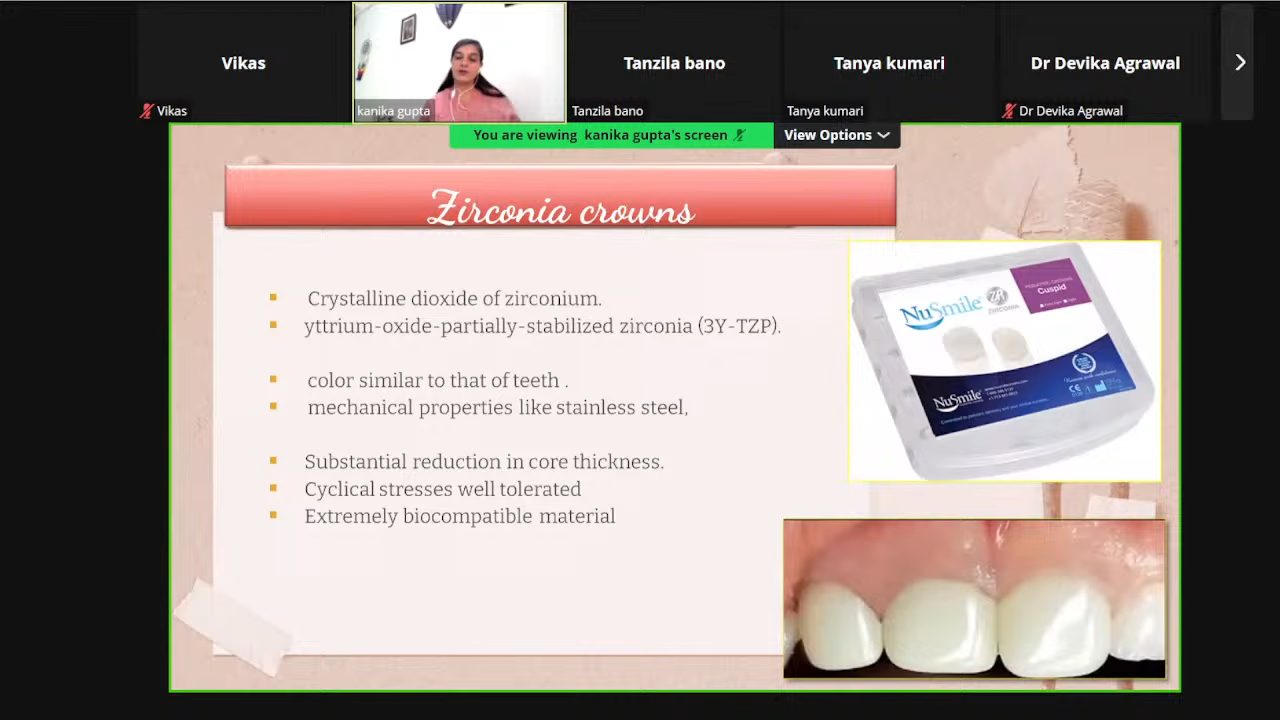 Vikas
Tanzila bano
Tanya kumari
Dr Devika Agrawal
Vikas
kanika gupta
Tanzila bano
Tanya kumari
Dr Devika Agrawal
You are viewing kanika gupta's screen
View Options
Zirconia crowns
Crystalline dioxide of zirconium.
yttrium-oxide-partially-stabilized zirconia (3Y-TZP).
color similar to that of teeth .
mechanical properties like stainless steel,
Substantial reduction in core thickness.
Cyclical stresses well tolerated
Extremely biocompatible material
NuSmile
ZR
ZIRCONIA
Cuspid
NuSmile
CE